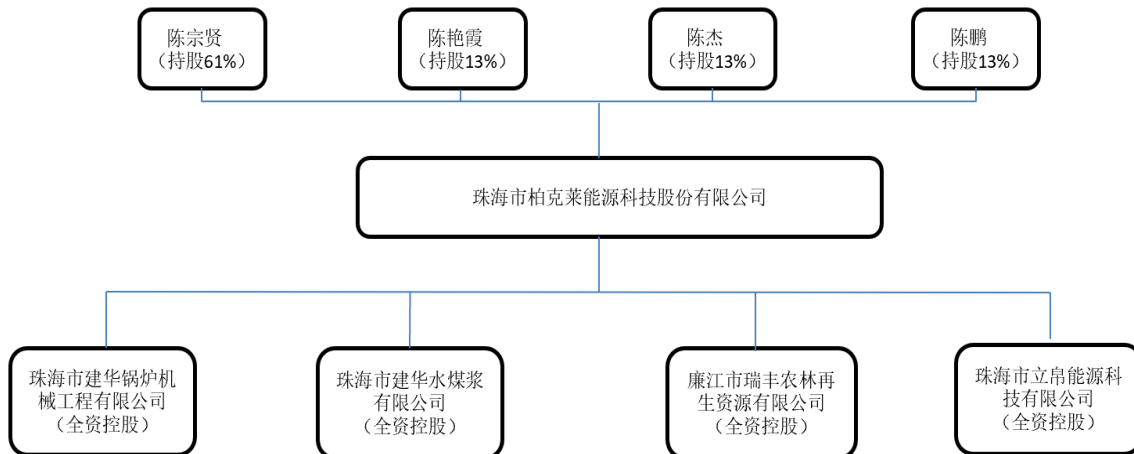 陈宗贤
（持股61%）
陈艳霞
（持股13%）
陈杰
（持股13%）
陈鹏
（持股13%）
珠海市柏克莱能源科技股份有限公司
珠海市建华锅炉机
械工程有限公司
（全资控股）
珠海市建华水煤浆
有限公司
（全资控股）
廉江市瑞丰农林再
生资源有限公司
（全资控股）
珠海市立帛能源科
技有限公司
（全资控股）